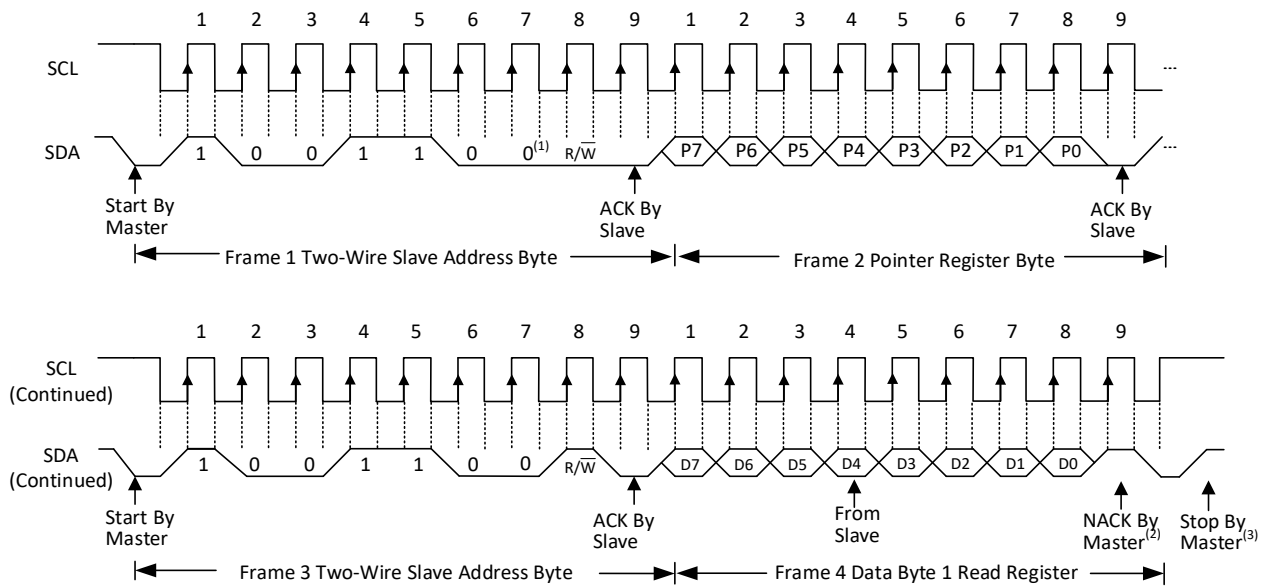 1 2 3 4 5 6 7 8 9 1 2 3 4 5 6 7 8 9
SCL
...
SDA
1 0 0 1 1 0 0(1) R/W̅ P7 P6 P5 P4 P3 P2 P1 P0
...
Start By
Master
ACK By
Slave
ACK By
Slave
Frame 1 Two-Wire Slave Address Byte
Frame 2 Pointer Register Byte
1 2 3 4 5 6 7 8 9 1 2 3 4 5 6 7 8 9
SCL
(Continued)
SDA
(Continued)
1 0 0 1 1 0 0 R/W̅ D7 D6 D5 D4 D3 D2 D1 D0
Start By
Master
ACK By
Slave
From
Slave
NACK By
Master(2)
Stop By
Master(3)
Frame 3 Two-Wire Slave Address Byte
Frame 4 Data Byte 1 Read Register